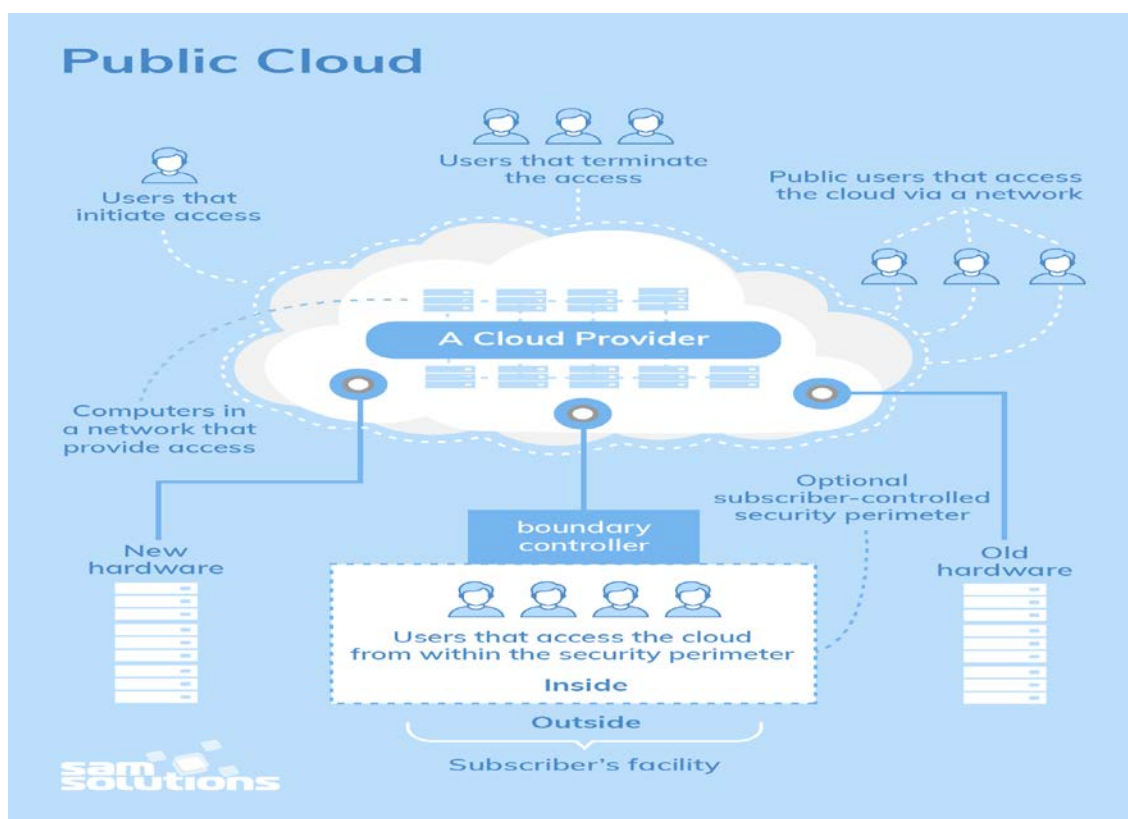 Public Cloud
Users that terminate
the access
Users that
initiate access
Public users that access
the cloud via a network
A Cloud Provider
Computers in
a network that
provide access
Optional
subscriber-controlled
security perimeter
boundary
controller
New
hardware
Old
hardware
Users that access the cloud
from within the security perimeter
Inside
Outside
Subscriber's facility
sam
solutions